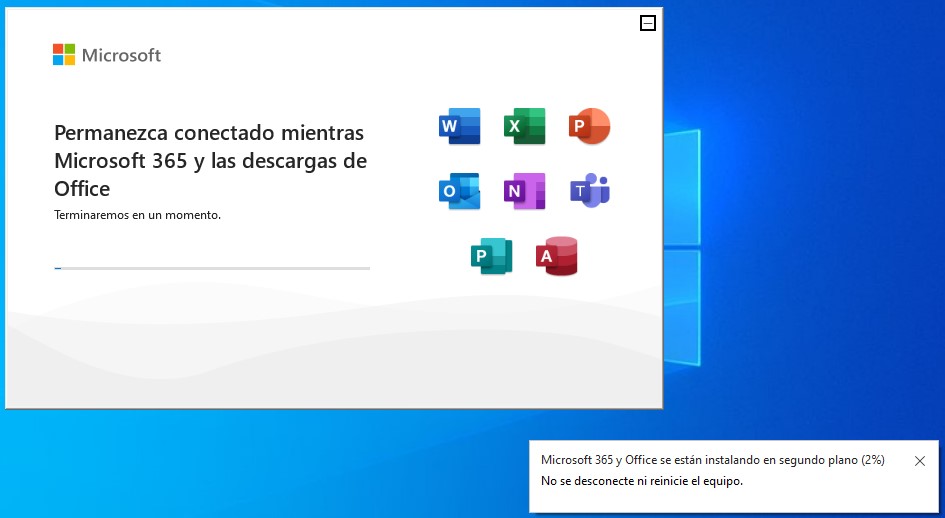 Microsoft
Permanezca conectado mientras
Microsoft 365 y las descargas de
Office
Terminaremos en un momento.
W
X
P
O
N
T
P
A
Microsoft 365 y Office se están instalando en segundo plano (2%)
No se desconecte ni reinicie el equipo.